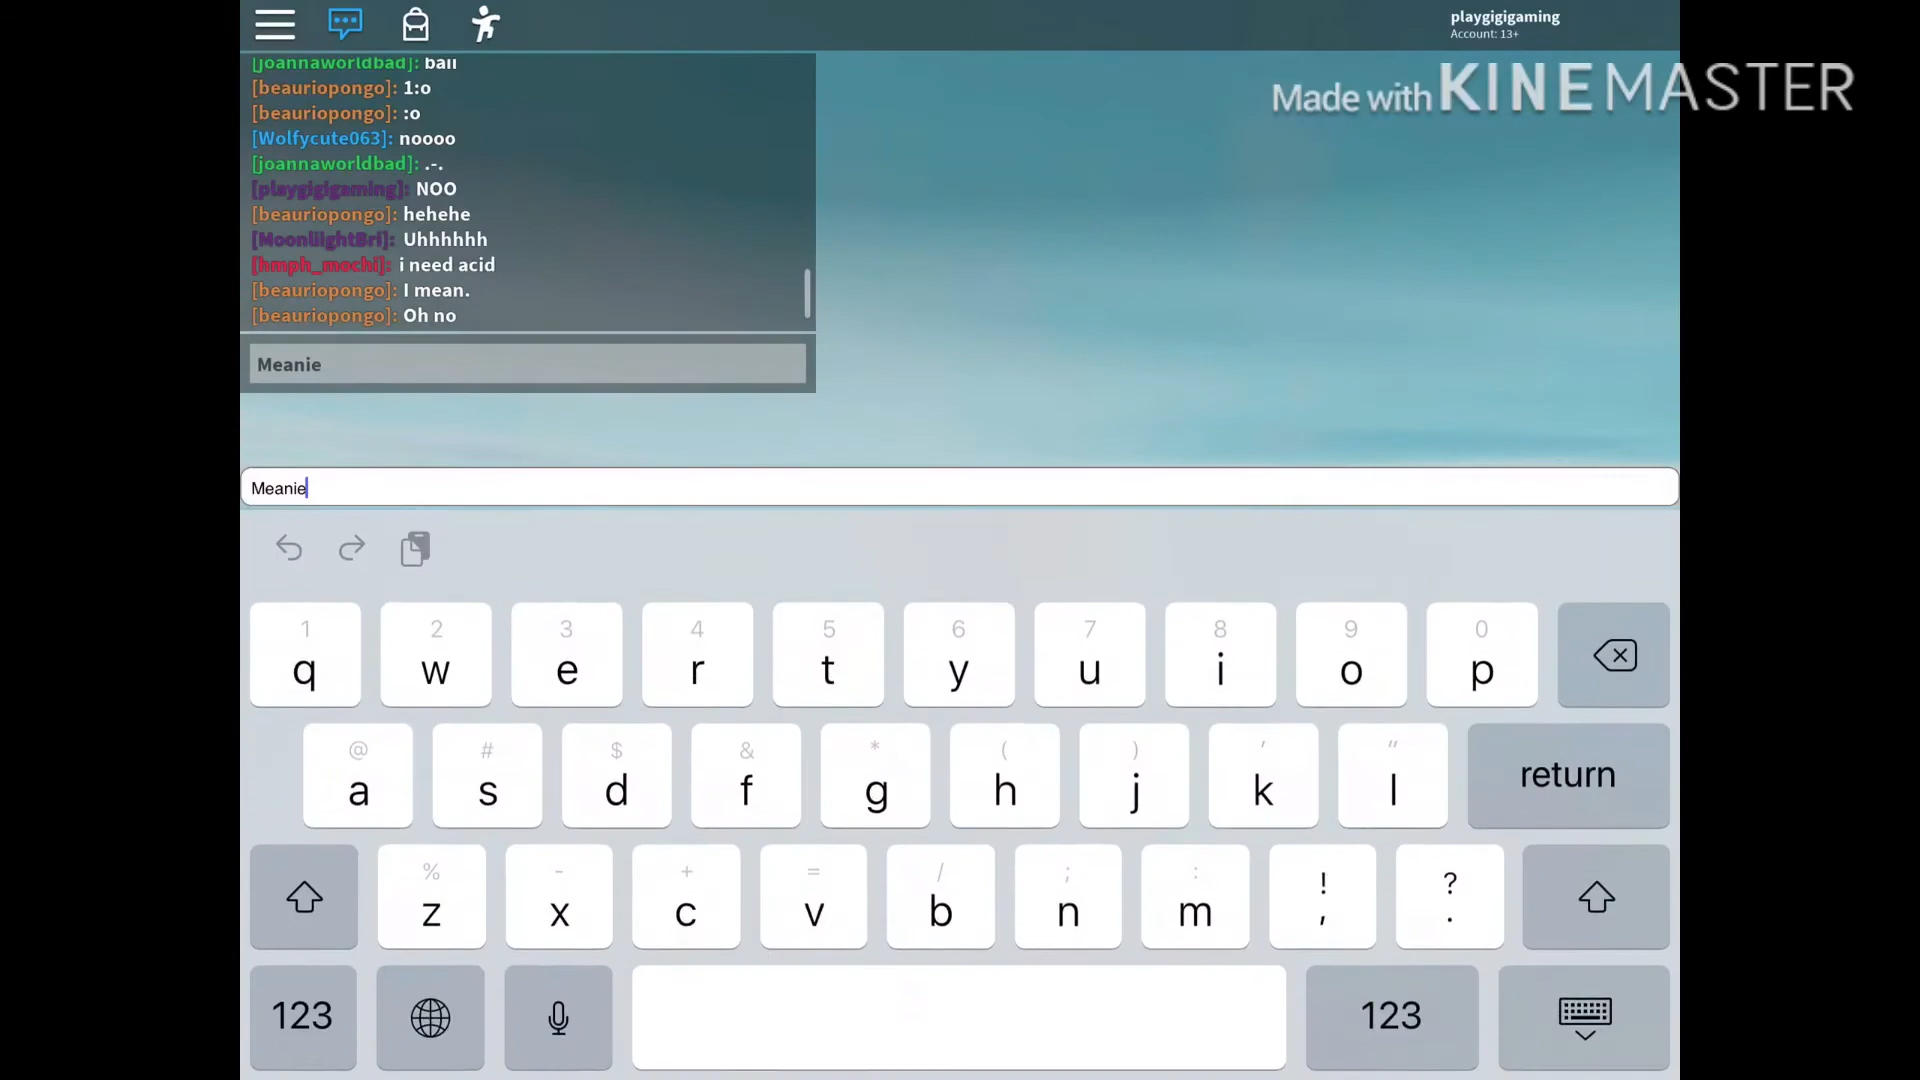 playgigigaming
Account: 13+
Made with KINEMASTER
[joannaworldbad]: ball
[beauriopongo]: 1:o
[beauriopongo]: :o
[Wolfycute063]: noooo
[joannaworldbad]: .-.
[playgigigaming]: NOO
[beauriopongo]: hehehe
[MoonliightBri]: Uhhhhhh
[hmph_mochi]: i need acid
[beauriopongo]: I mean.
[beauriopongo]: Oh no
Meanie
Meanie
1 2 3 4 5 6 7 8 9 0
q w e r t y u i o p
@ # $ & * ( ) ' "
a s d f g h j k l return
% - + = / ; : ! ?
z x c v b n m , .
123 123